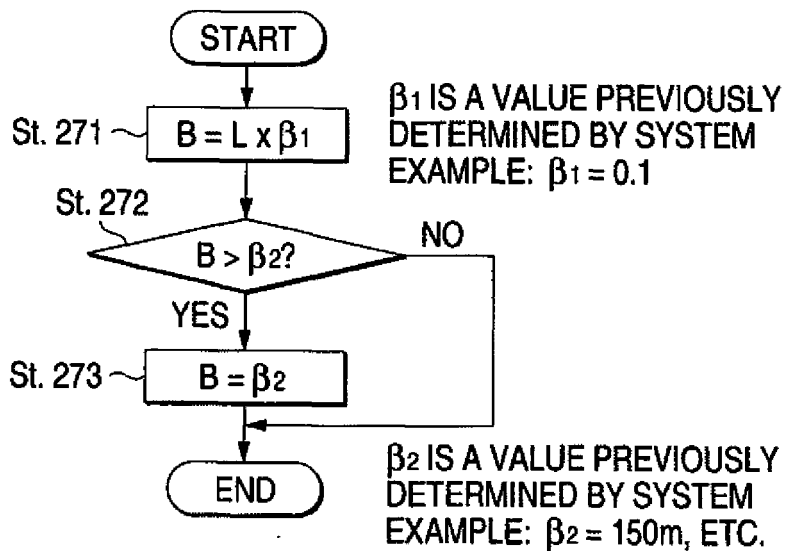 START
St. 271
B = L x β1
β1 IS A VALUE PREVIOUSLY
DETERMINED BY SYSTEM
EXAMPLE: β1 = 0.1
St. 272
B > β2?
NO
YES
St. 273
B = β2
END
β2 IS A VALUE PREVIOUSLY
DETERMINED BY SYSTEM
EXAMPLE: β2 = 150m, ETC.